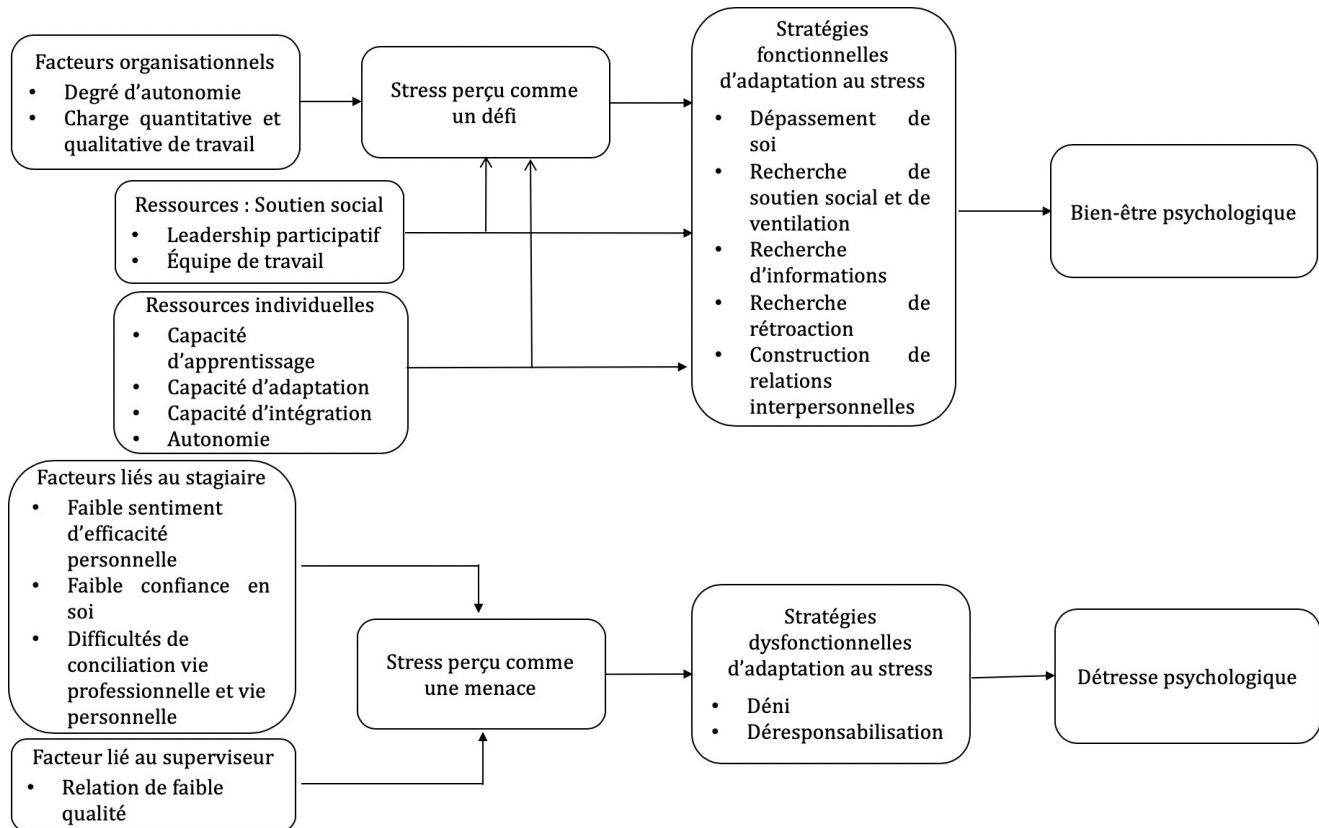 Facteurs organisationnels
• Degré d'autonomie
• Charge quantitative et
qualitative de travail
Stress perçu comme
un défi
Stratégies
fonctionnelles
d'adaptation au stress
• Dépassement de
soi
• Recherche de
soutien social et de
ventilation
• Recherche
d'informations
• Recherche de
rétroaction
• Construction de
relations
interpersonnelles
Bien-être psychologique
Ressources : Soutien social
• Leadership participatif
• Équipe de travail
Ressources individuelles
• Capacité
d'apprentissage
• Capacité d'adaptation
• Capacité d'intégration
• Autonomie
Facteurs liés au stagiaire
• Faible sentiment
d'efficacité
personnelle
• Faible confiance en
soi
• Difficultés de
conciliation vie
professionnelle et vie
personnelle
Stress perçu comme
une menace
Stratégies
dysfonctionnelles
d'adaptation au stress
• Déni
• Déresponsabilisation
Détresse psychologique
Facteur lié au superviseur
• Relation de faible
qualité